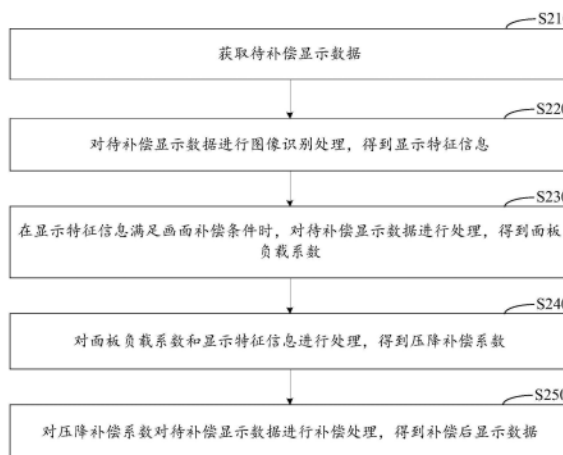 S210
获取待补偿显示数据
S220
对待补偿显示数据进行图像识别处理，得到显示特征信息
S230
在显示特征信息满足画面补偿条件时，对待补偿显示数据进行处理，得到面板
负载系数
S240
对面板负载系数和显示特征信息进行处理，得到压降补偿系数
S250
对压降补偿系数对待补偿显示数据进行补偿处理，得到补偿后显示数据